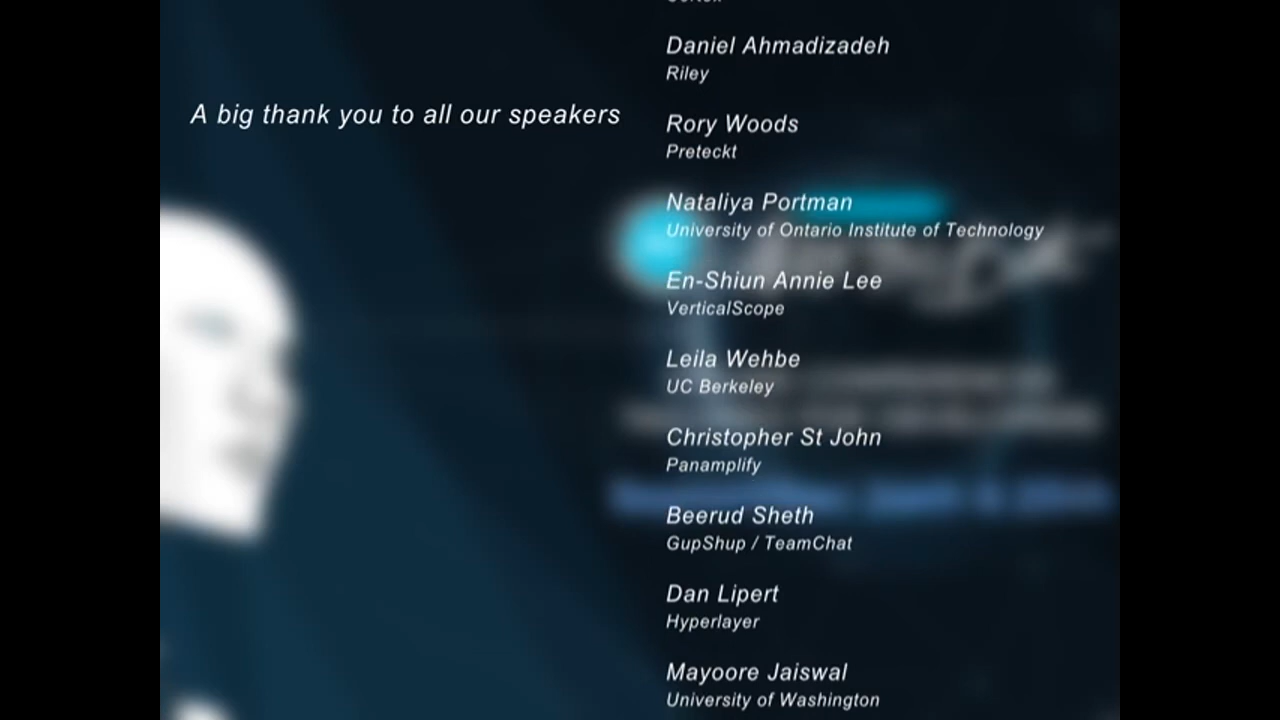 A big thank you to all our speakers
Daniel Ahmadizadeh
Riley
Rory Woods
Preteckt
Nataliya Portman
University of Ontario Institute of Technology
En-Shiun Annie Lee
VerticalScope
Leila Wehbe
UC Berkeley
Christopher St John
Panamplify
Beerud Sheth
GupShup / TeamChat
Dan Lipert
Hyperlayer
Mayoore Jaiswal
University of Washington